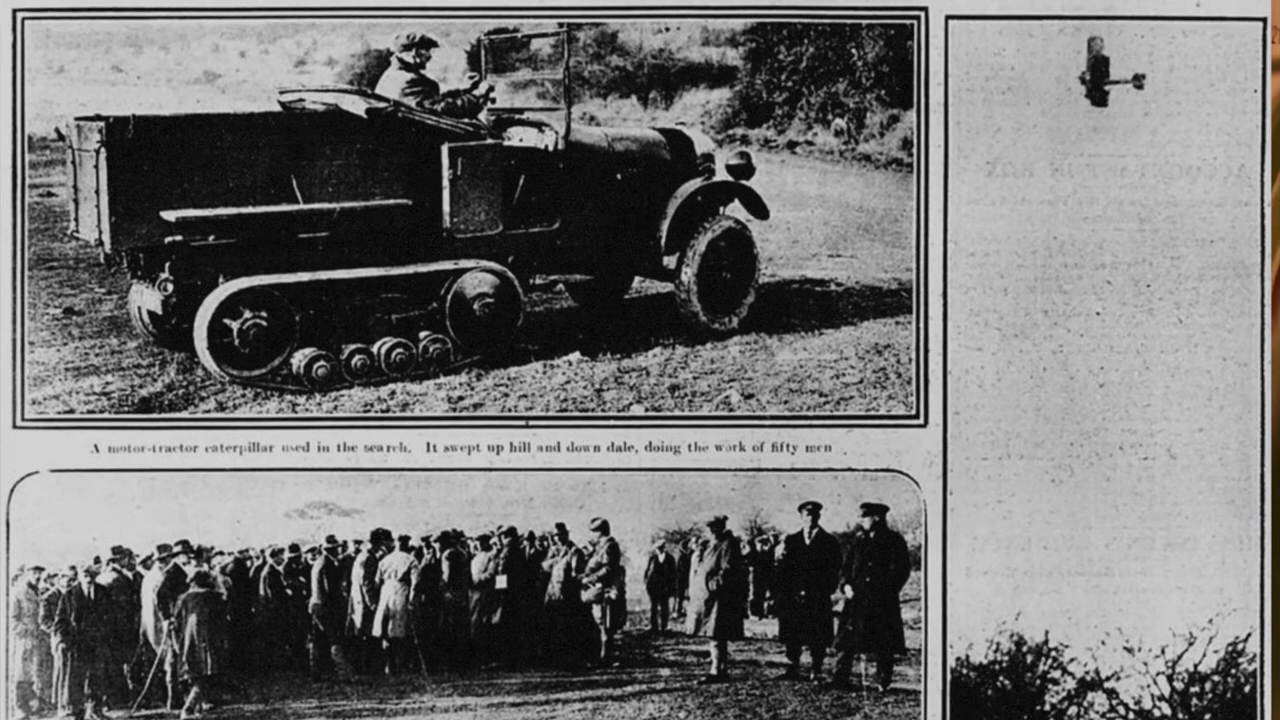 A motor-tractor caterpillar used in the search. It swept up hill and down dale, doing the work of fifty men